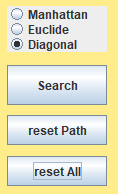 Manhattan
Euclide
Diagonal
Search
reset Path
reset All